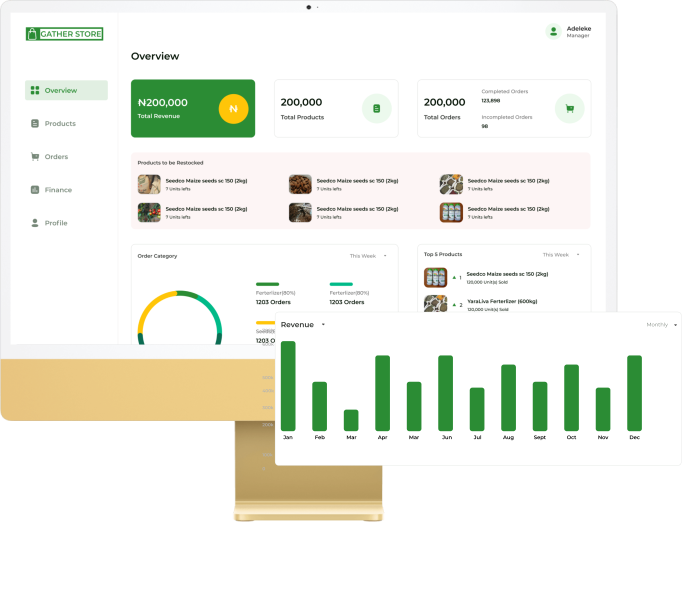 GATHER STORE
Adeleke
Manager
Overview
Overview
Products
Orders
Finance
Profile
₦200,000
Total Revenue
₦
200,000
Total Products
200,000
Total Orders
Completed Orders
123,898
Incompleted Orders
98
Products to be Restocked
Seedco Maize seeds sc 150 (2kg)
7 Units lefts
Seedco Maize seeds sc 150 (2kg)
7 Units lefts
Seedco Maize seeds sc 150 (2kg)
7 Units lefts
Seedco Maize seeds sc 150 (2kg)
7 Units lefts
Seedco Maize seeds sc 150 (2kg)
7 Units lefts
Seedco Maize seeds sc 150 (2kg)
7 Units lefts
Order Category
This Week
Ferterlizer(80%)
1203 Orders
Ferterlizer(80%)
1203 Orders
1203 O
Top 5 Products
This Week
1
Seedco Maize seeds sc 150 (2kg)
120,000 Unit(s) Sold
2
YaraLiva Ferterlizer (600kg)
120,000 Unit(s) Sold
Revenue
Monthly
Jan Feb Mar Apr Mar Jun Jul Aug Sept Oct Nov Dec